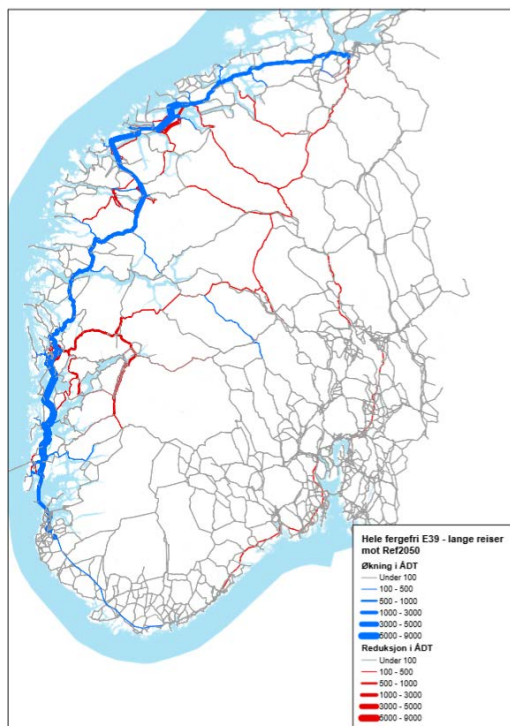 Hele fergefri E39 - lange reiser
mot Ref2050
Økning i ÅDT
Under 100
100 - 500
500 - 1000
1000 - 3000
3000 - 5000
5000 - 9000
Reduksjon i ÅDT
Under 100
100 - 500
500 - 1000
1000 - 3000
3000 - 5000
5000 - 9000